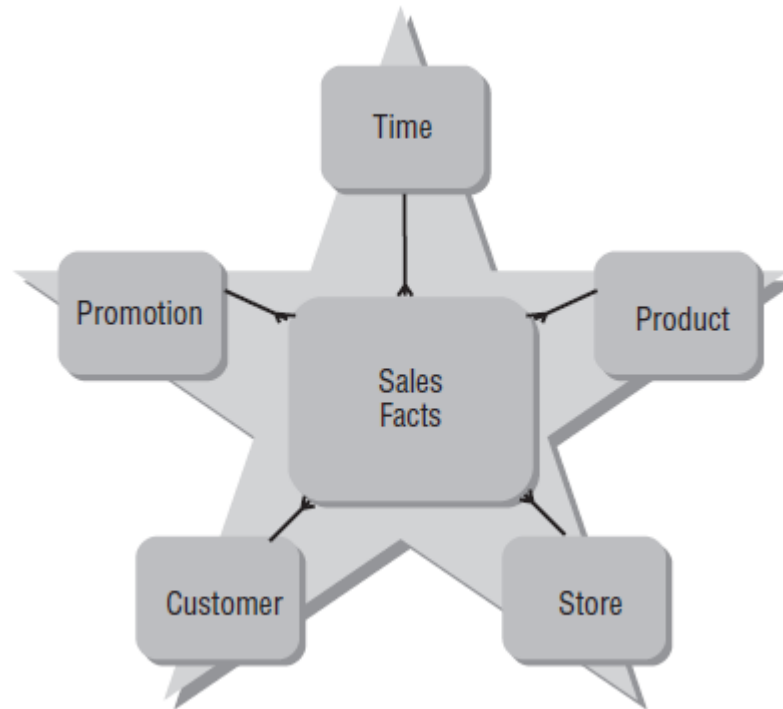 Time
Promotion
Product
Sales
Facts
Customer
Store